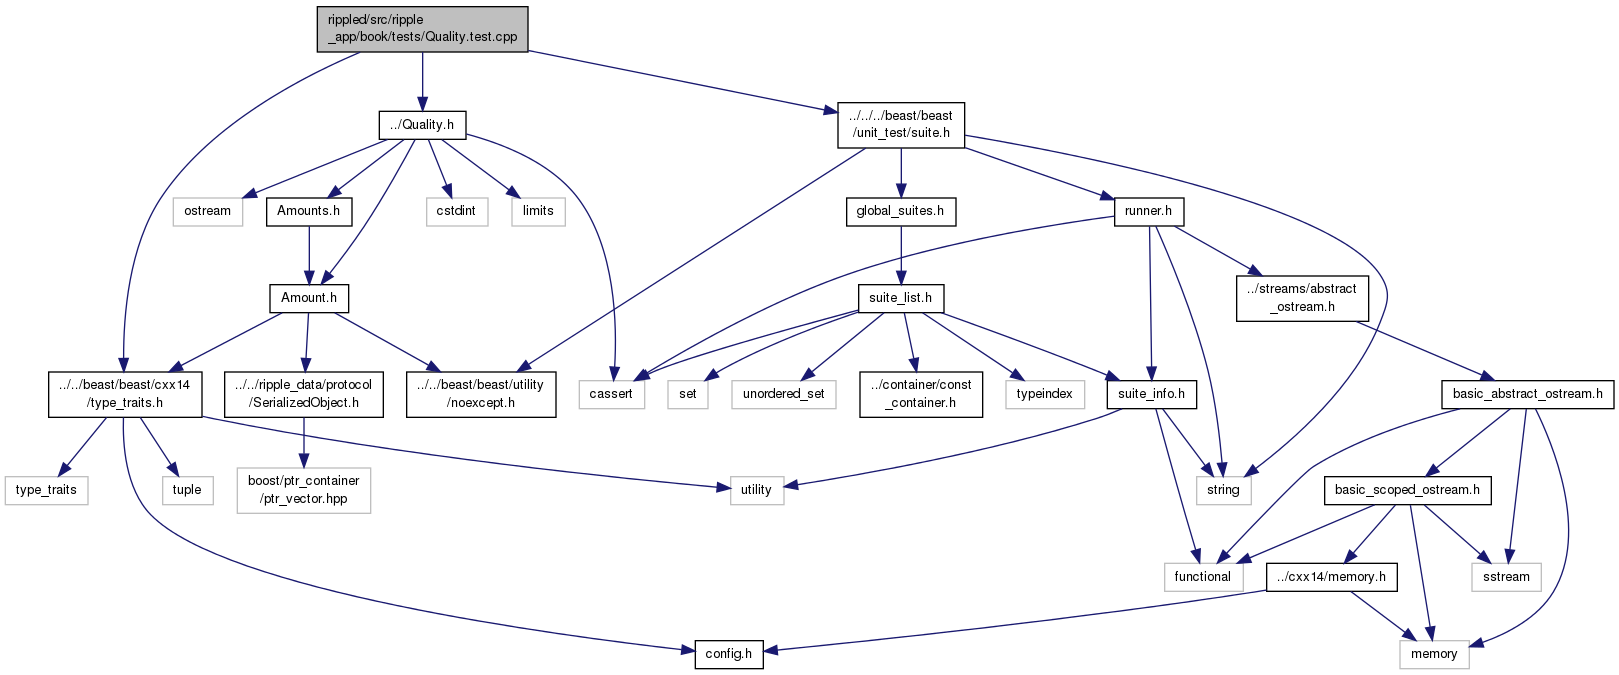 rippled/src/ripple
_app/book/tests/Quality.test.cpp
../Quality.h
../../../beast/beast
/unit_test/suite.h
ostream
Amounts.h
cstdint
limits
global_suites.h
runner.h
Amount.h
suite_list.h
../streams/abstract
_ostream.h
../../beast/beast/cxx14
/type_traits.h
../../ripple_data/protocol
/SerializedObject.h
../../beast/beast/utility
/noexcept.h
cassert
set
unordered_set
../container/const
_container.h
typeindex
suite_info.h
basic_abstract_ostream.h
type_traits
tuple
boost/ptr_container
/ptr_vector.hpp
utility
string
basic_scoped_ostream.h
functional
../cxx14/memory.h
sstream
config.h
memory